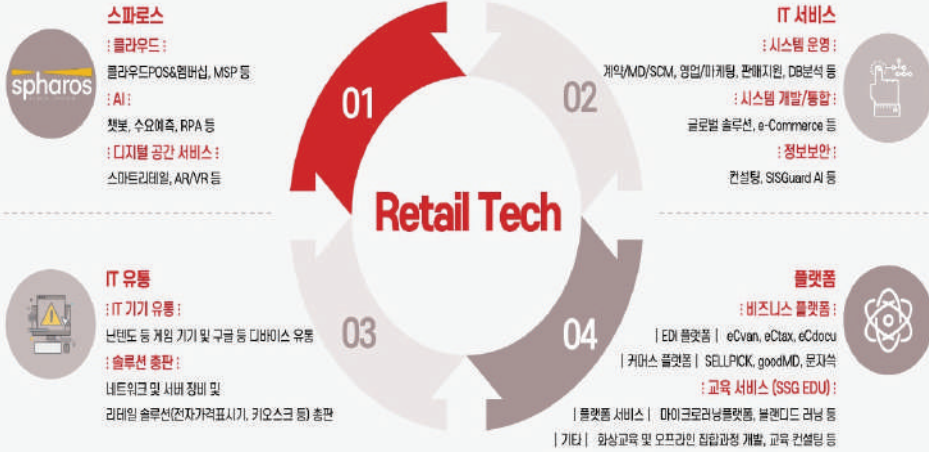 스파로스
: 클라우드 :
클라우드POS&멤버십, MSP 등
: AI :
챗봇, 수요예측, RPA 등
: 디지털 공간 서비스 :
스마트리테일, AR/VR 등
spharos
01
02
IT 서비스
: 시스템 운영 :
계약/MD/SCM, 영업/마케팅, 판매지원, DB분석 등
: 시스템 개발/통합 :
글로벌 솔루션, e-Commerce 등
: 정보보안 :
컨설팅, SISGuard AI 등
Retail Tech
IT 유통
: IT 기기 유통 :
닌텐도 등 게임 기기 및 구글 등 디바이스 유통
: 솔루션 총판 :
네트워크 및 서버 장비 및
리테일 솔루션(전자가격표시기, 키오스크 등) 총판
03
04
플랫폼
: 비즈니스 플랫폼 :
| EDI 플랫폼 | eCvan, eCtax, eCdocu
| 커머스 플랫폼 | SELLPICK, goodMD, 문자쓱
: 교육 서비스 (SSG EDU) :
| 플랫폼 서비스 | 마이크로러닝플랫폼, 블렌디드 러닝 등
| 기타 | 화상교육 및 오프라인 집합과정 개발, 교육 컨설팅 등